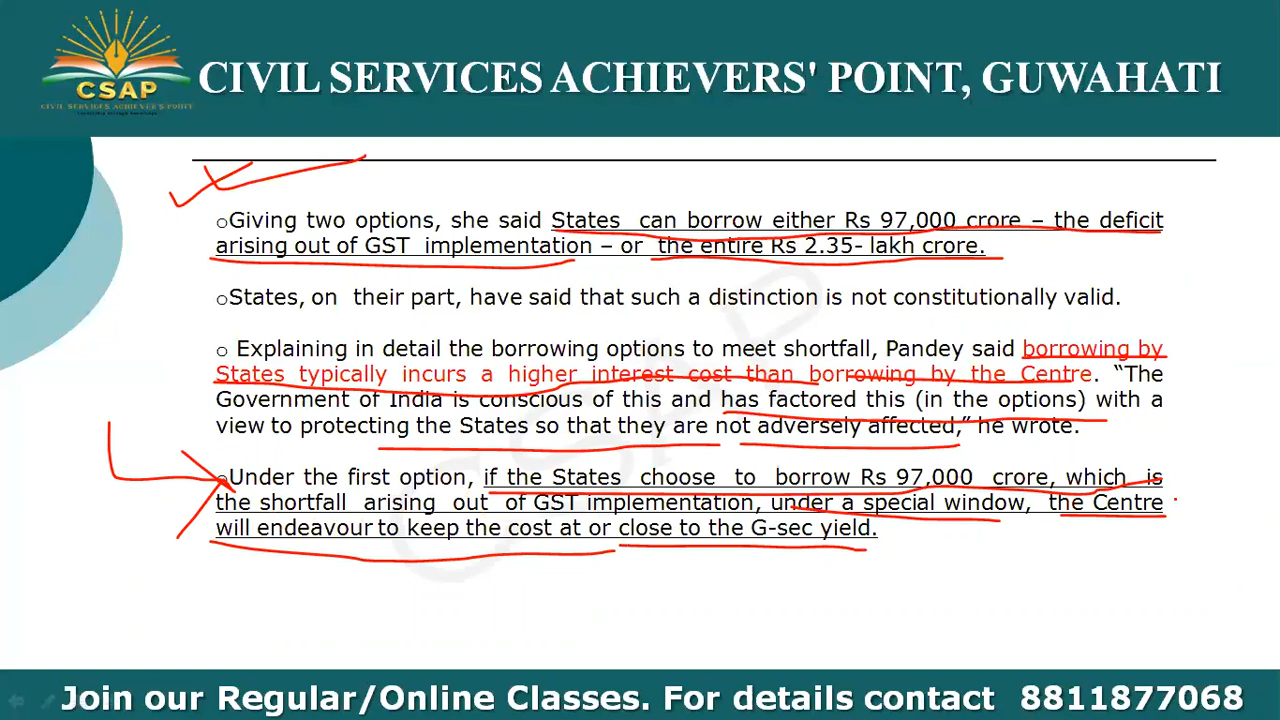 CSAP
CIVIL SERVICES ACHIEVER'S POINT
CIVIL SERVICES ACHIEVERS' POINT, GUWAHATI
oGiving two options, she said States can borrow either Rs 97,000 crore – the deficit
arising out of GST implementation – or the entire Rs 2.35- lakh crore.
oStates, on their part, have said that such a distinction is not constitutionally valid.
o Explaining in detail the borrowing options to meet shortfall, Pandey said borrowing by
States typically incurs a higher interest cost than borrowing by the Centre. “The
Government of India is conscious of this and has factored this (in the options) with a
view to protecting the States so that they are not adversely affected,” he wrote.
oUnder the first option, if the States choose to borrow Rs 97,000 crore, which is
the shortfall arising out of GST implementation, under a special window, the Centre
will endeavour to keep the cost at or close to the G-sec yield.
CSAP
Join our Regular/Online Classes. For details contact 8811877068